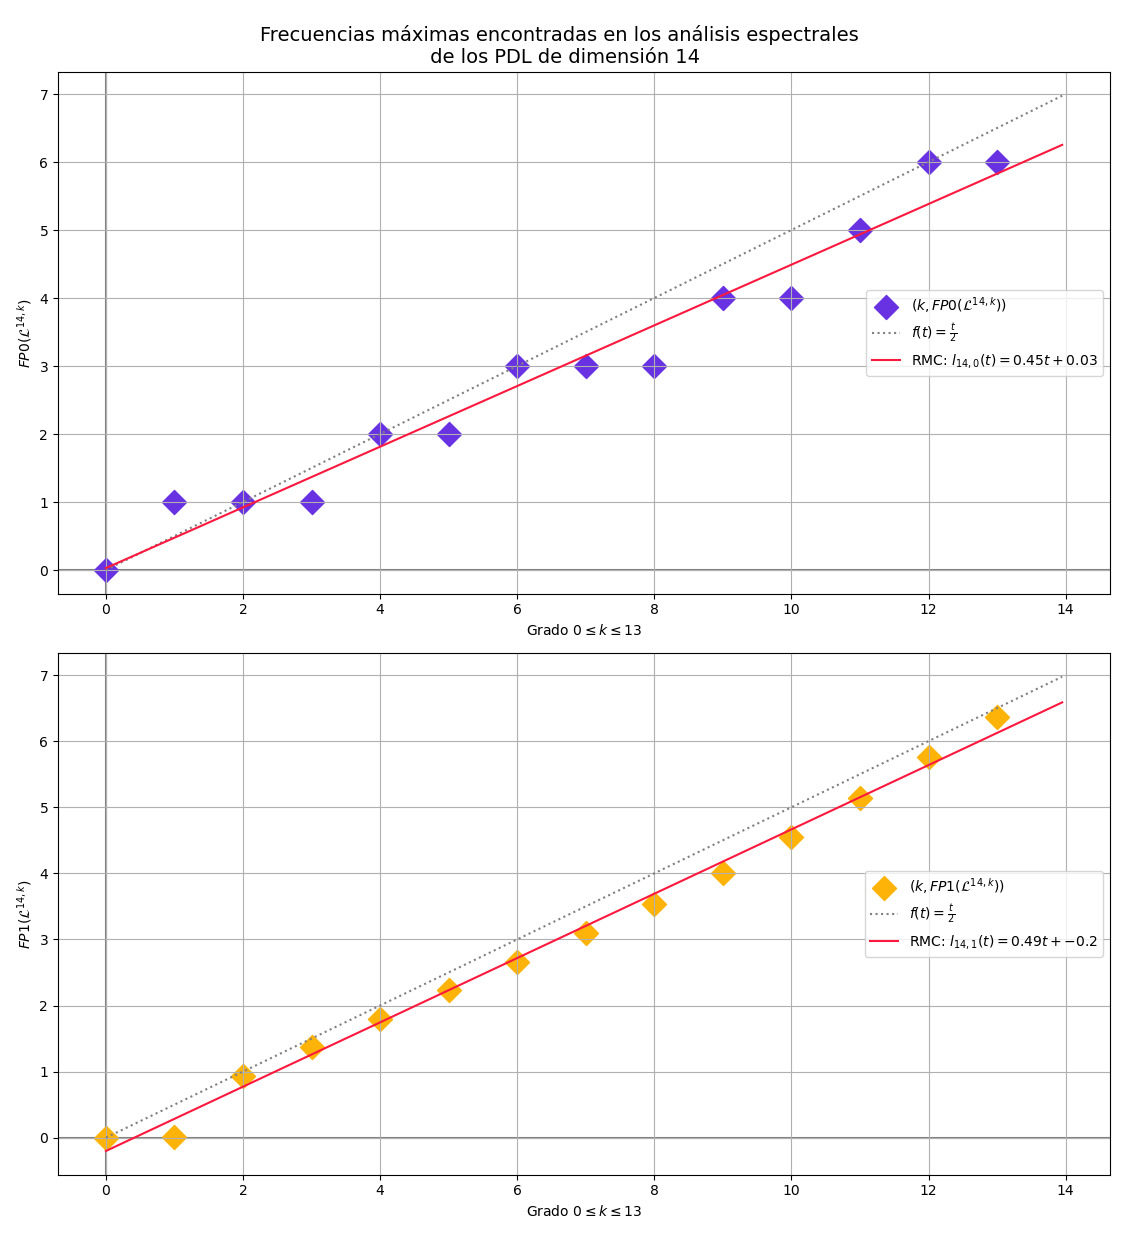 Frecuencias máximas encontradas en los análisis espectrales
de los PDL de dimensión 14
7
6
5
4
3
2
1
0
FP0(ℒ^{14,k})
(k, FP0(ℒ^{14,k}))
f(t) = t/2
RMC: l_{14,0}(t) = 0.45t + 0.03
0 2 4 6 8 10 12 14
Grado 0 ≤ k ≤ 13
7
6
5
4
3
2
1
0
FP1(ℒ^{14,k})
(k, FP1(ℒ^{14,k}))
f(t) = t/2
RMC: l_{14,1}(t) = 0.49t + −0.2
0 2 4 6 8 10 12 14
Grado 0 ≤ k ≤ 13